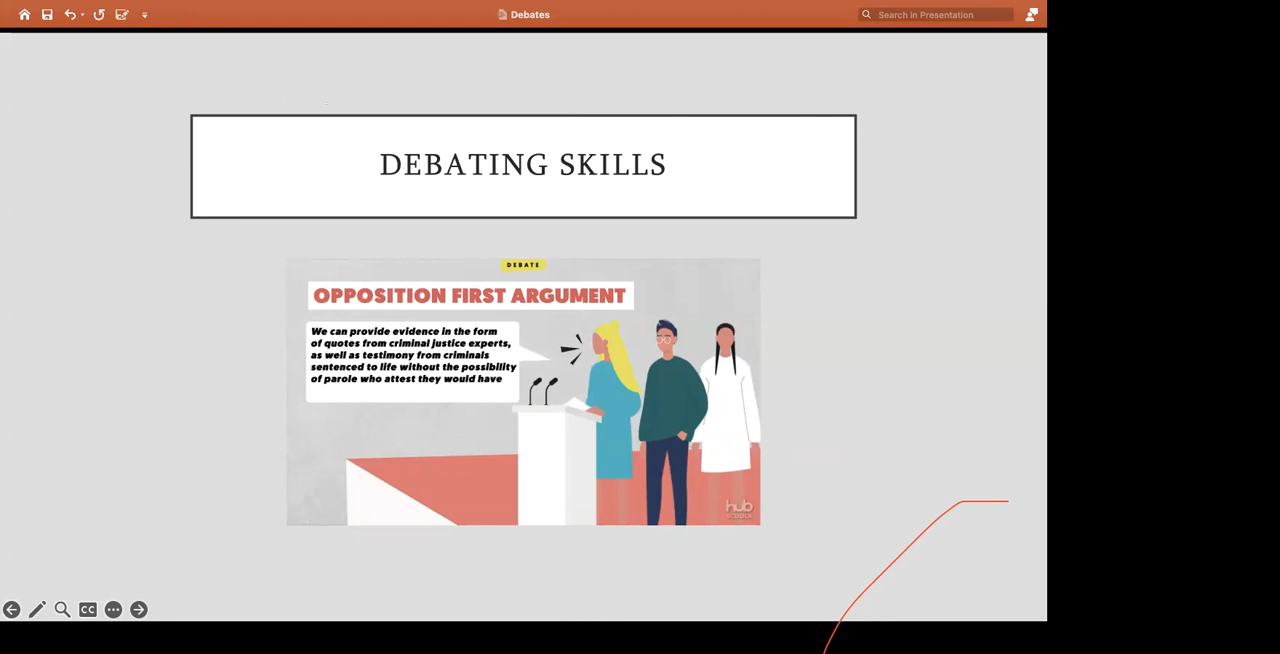 Debates
Search in Presentation
DEBATING SKILLS
DEBATE
OPPOSITION FIRST ARGUMENT
We can provide evidence in the form
of quotes from criminal justice experts,
as well as testimony from criminals
sentenced to life without the possibility
of parole who attest they would have
hub
CC